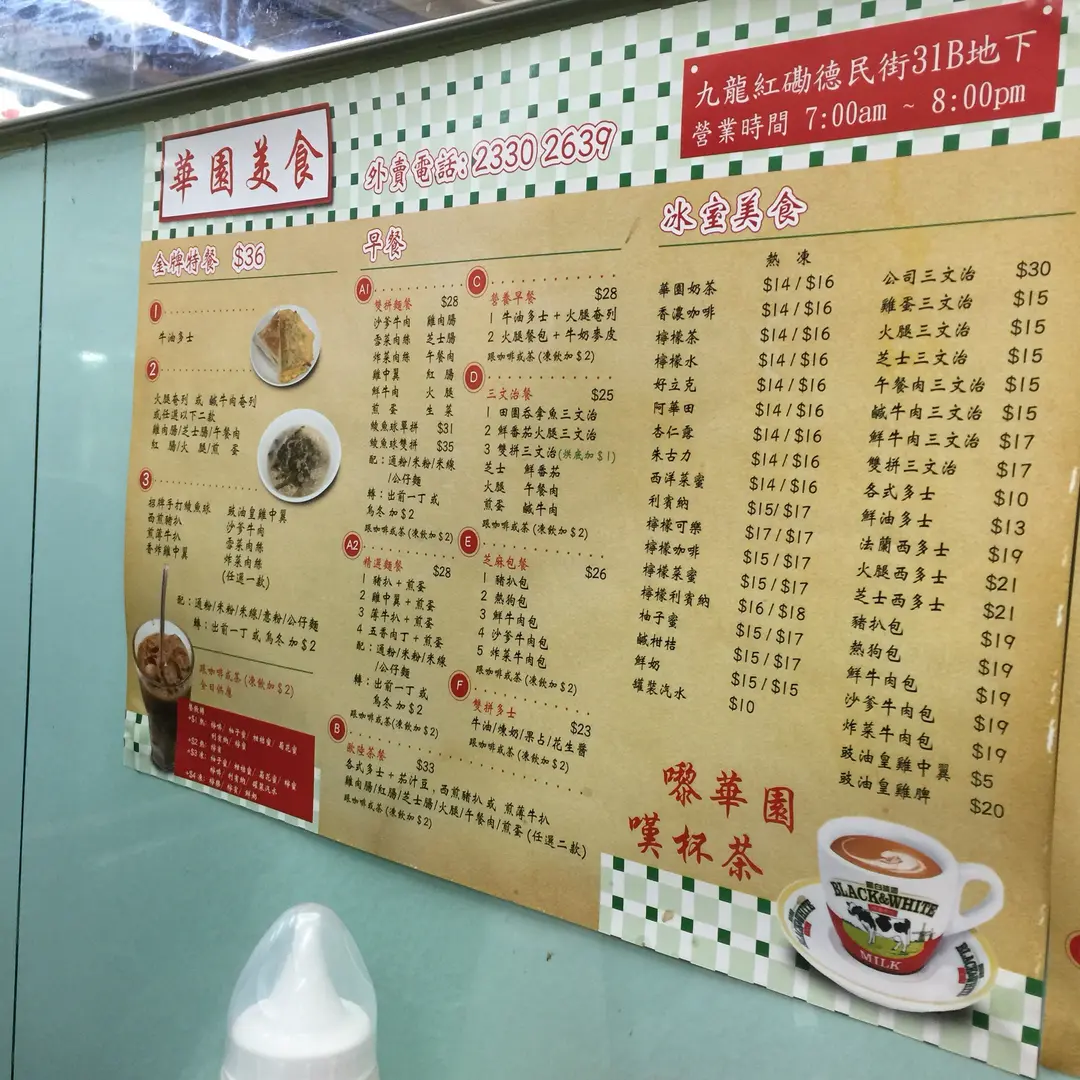 華園美食
外賣電話:2330 2639
九龍紅磡德民街31B地下
營業時間 7:00am ~ 8:00pm
金牌特餐 $36
1
牛油多士
2
火腿奄列 或 鹹牛肉奄列
或任選以下二款
雞肉腸/芝士腸/午餐肉
紅 腸/火 腿/煎 蛋
3
招牌手打鯪魚球 豉油皇雞中翼
西煎豬扒 沙爹牛肉
煎薄牛扒 雪菜肉絲
香炸雞中翼 炸菜肉絲
(任選一款)
配：通粉/米粉/米線/意粉/公仔麵
轉：出前一丁 或 烏冬 加 $2
跟咖啡或茶 (凍飲加 $2)
全日供應
早餐
A1
雙拼麵餐 $28
沙爹牛肉 雞肉腸
雪菜肉絲 芝士腸
炸菜肉絲 午餐肉
雞中翼 紅 腸
鮮牛肉 火 腿
煎 蛋 生 菜
鯪魚球單拼 $31
鯪魚球雙拼 $35
配：通粉/米粉/米線
/公仔麵
轉：出前一丁 或
烏冬 加 $2
跟咖啡或茶 (凍飲加 $2)
A2
精選麵餐 $28
1 豬扒 + 煎蛋
2 雞中翼 + 煎蛋
3 薄牛扒 + 煎蛋
4 五香肉丁 + 煎蛋
配：通粉/米粉/米線
/公仔麵
轉：出前一丁 或
烏冬 加 $2
跟咖啡或茶 (凍飲加 $2)
B
歎陸茶餐 $33
各式多士 + 茄汁豆，西煎豬扒 或 煎薄牛扒
雞肉腸/紅腸/芝士腸/火腿/午餐肉/煎蛋 (任選二款)
跟咖啡或茶 (凍飲加 $2)
C
營養早餐 $28
1 牛油多士 + 火腿奄列
2 火腿餐包 + 牛奶麥皮
跟咖啡或茶 (凍飲加 $2)
D
三文治餐 $25
1 田園吞拿魚三文治
2 鮮番茄火腿三文治
3 雙拼三文治(烘底加 $1)
芝士 鮮番茄
火腿 午餐肉
煎蛋 鹹牛肉
跟咖啡或茶 (凍飲加 $2)
E
芝麻包餐 $26
1 豬扒包
2 熱狗包
3 鮮牛肉包
4 沙爹牛肉包
5 炸菜牛肉包
跟咖啡或茶 (凍飲加 $2)
F
雙拼多士 $23
牛油/煉奶/果占/花生醬
跟咖啡或茶 (凍飲加 $2)
冰室美食
熱 凍
華園奶茶 $14/$16
香濃咖啡 $14/$16
檸檬茶 $14/$16
檸檬水 $14/$16
好立克 $14/$16
阿華田 $14/$16
杏仁露 $14/$16
朱古力 $14/$16
西洋菜蜜 $14/$16
利賓納 $15/$17
檸檬可樂 $17/$17
檸檬咖啡 $15/$17
檸檬菜蜜 $15/$17
檸檬利賓納 $16/$18
柚子蜜 $15/$17
鹹柑桔 $15/$17
鮮奶 $15/$15
罐裝汽水 $10
公司三文治 $30
雞蛋三文治 $15
火腿三文治 $15
芝士三文治 $15
午餐肉三文治 $15
鹹牛肉三文治 $15
鮮牛肉三文治 $17
雙拼三文治 $17
各式多士 $10
鮮油多士 $13
法蘭西多士 $19
火腿西多士 $21
芝士西多士 $21
豬扒包 $19
熱狗包 $19
鮮牛肉包 $19
沙爹牛肉包 $19
炸菜牛肉包 $19
豉油皇雞中翼 $5
豉油皇雞髀 $20
嚟華園
嘆杯茶
BLACK&WHITE
MILK
BLACK&WHITE
BLACK&WHITE